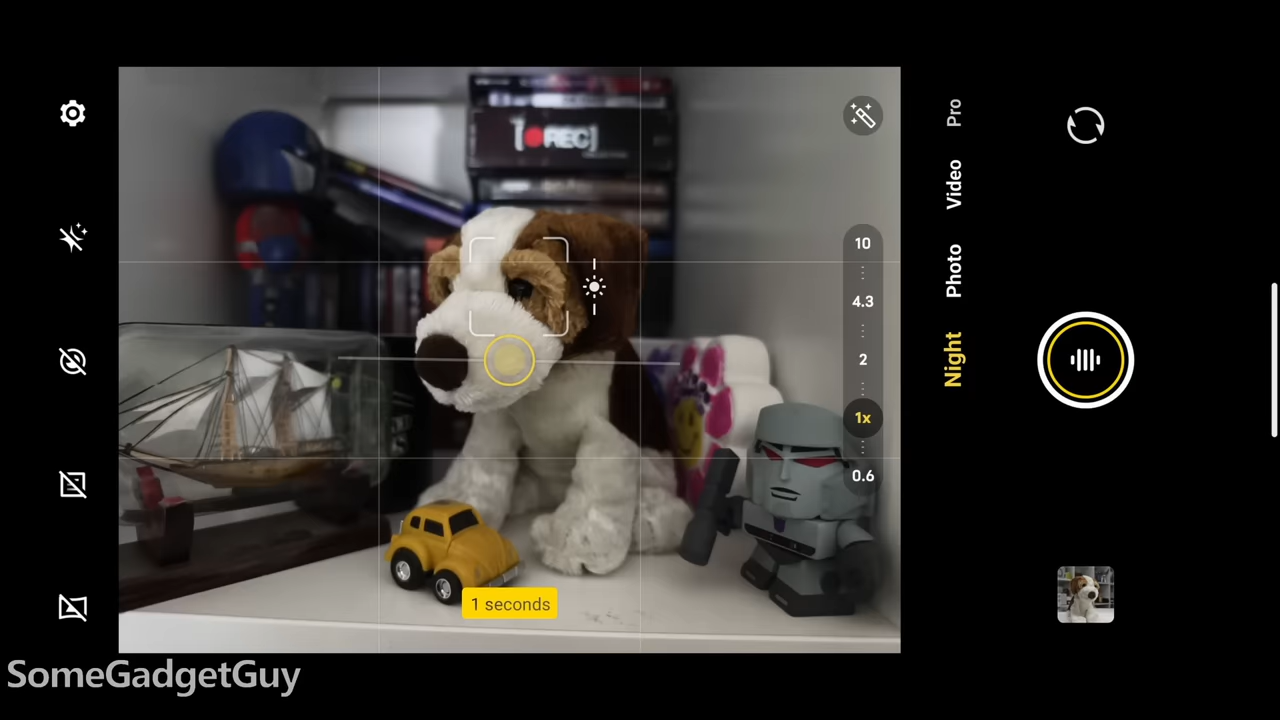 [REC]
10
4.3
2
1x
0.6
Pro
Video
Photo
Night
1 seconds
SomeGadgetGuy